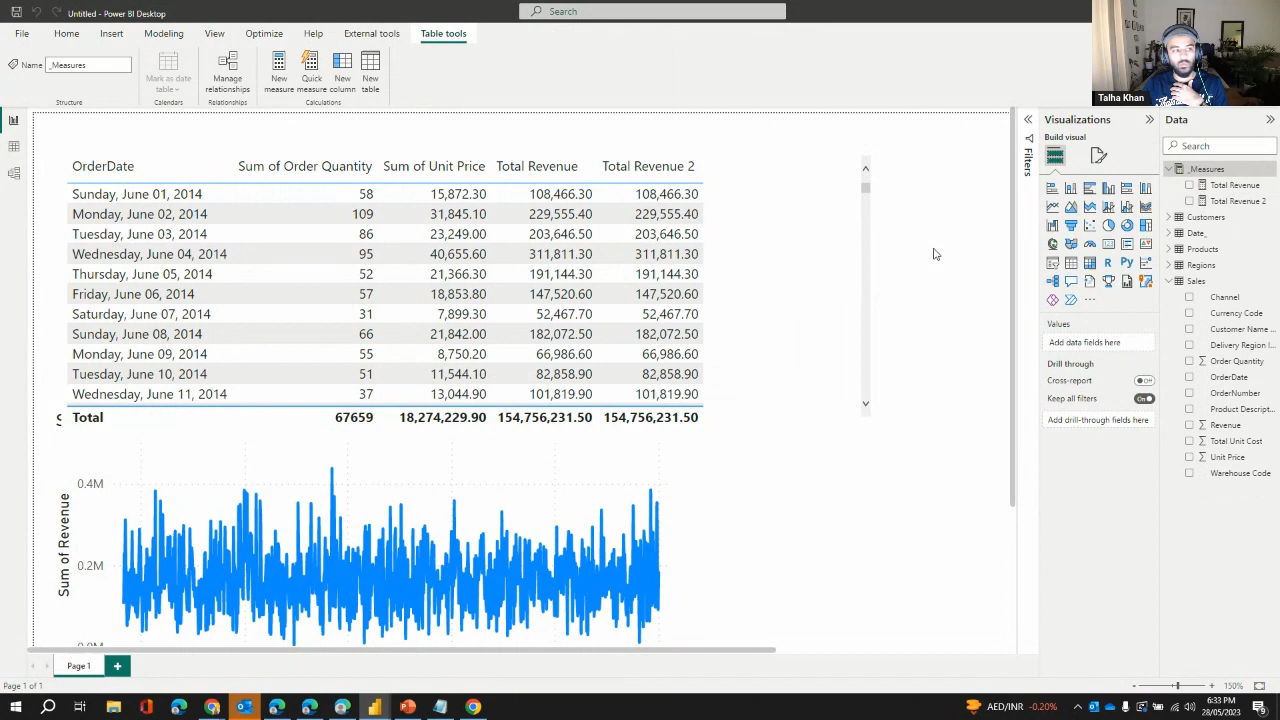 Untitled - Power BI Desktop
Search
File Home Insert Modeling View Optimize Help External tools Table tools
Name _Measures
Mark as date table
Manage relationships
New measure
Quick measure
New column
New table
Structure Calendars Relationships Calculations
Talha Khan
OrderDate Sum of Order Quantity Sum of Unit Price Total Revenue Total Revenue 2
Sunday, June 01, 2014 58 15,872.30 108,466.30 108,466.30
Monday, June 02, 2014 109 31,845.10 229,555.40 229,555.40
Tuesday, June 03, 2014 86 23,249.00 203,646.50 203,646.50
Wednesday, June 04, 2014 95 40,655.60 311,811.30 311,811.30
Thursday, June 05, 2014 52 21,366.30 191,144.30 191,144.30
Friday, June 06, 2014 57 18,853.80 147,520.60 147,520.60
Saturday, June 07, 2014 31 7,899.30 52,467.70 52,467.70
Sunday, June 08, 2014 66 21,842.00 182,072.50 182,072.50
Monday, June 09, 2014 55 8,750.20 66,986.60 66,986.60
Tuesday, June 10, 2014 51 11,544.10 82,858.90 82,858.90
Wednesday, June 11, 2014 37 13,044.90 101,819.90 101,819.90
Total 67659 18,274,229.90 154,756,231.50 154,756,231.50
Sum of Revenue
0.4M
0.2M
0.0M
Filters
Visualizations
Build visual
R Py
Values
Add data fields here
Drill through
Cross-report Off
Keep all filters On
Add drill-through fields here
Data
Search
_Measures
Total Revenue
Total Revenue 2
Customers
Date_
Products
Regions
Sales
Channel
Currency Code
Customer Name ...
Delivery Region I...
Order Quantity
OrderDate
OrderNumber
Product Descript...
Revenue
Total Unit Cost
Unit Price
Warehouse Code
Page 1
Page 1 of 1
150%
AED/INR -0.20%
6:33 PM
28/05/2023